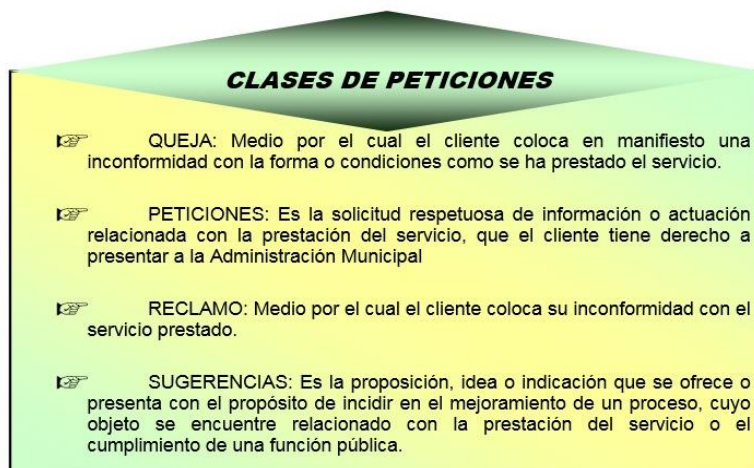 CLASES DE PETICIONES
QUEJA: Medio por el cual el cliente coloca en manifiesto una
inconformidad con la forma o condiciones como se ha prestado el servicio.
PETICIONES: Es la solicitud respetuosa de información o actuación
relacionada con la prestación del servicio, que el cliente tiene derecho a
presentar a la Administración Municipal
RECLAMO: Medio por el cual el cliente coloca su inconformidad con el
servicio prestado.
SUGERENCIAS: Es la proposición, idea o indicación que se ofrece o
presenta con el propósito de incidir en el mejoramiento de un proceso, cuyo
objeto se encuentre relacionado con la prestación del servicio o el
cumplimiento de una función pública.